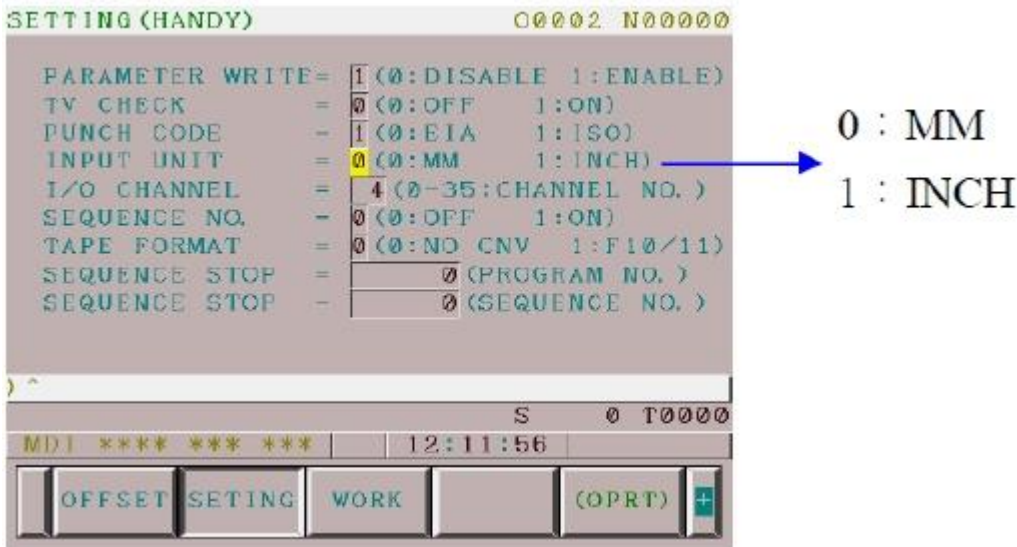 SETTING(HANDY) O0002 N00000
PARAMETER WRITE= 1(0:DISABLE 1:ENABLE)
TV CHECK = 0(0:OFF 1:ON)
PUNCH CODE = 1(0:EIA 1:ISO)
INPUT UNIT = 0(0:MM 1:INCH)
0 : MM
1 : INCH
I/O CHANNEL = 4(0-35:CHANNEL NO.)
SEQUENCE NO. = 0(0:OFF 1:ON)
TAPE FORMAT = 0(0:NO CNV 1:F10/11)
SEQUENCE STOP = 0(PROGRAM NO.)
SEQUENCE STOP = 0(SEQUENCE NO.)
) ^
S 0 T0000
MDI **** *** *** 12:11:56
OFFSET SETING WORK (OPRT) +